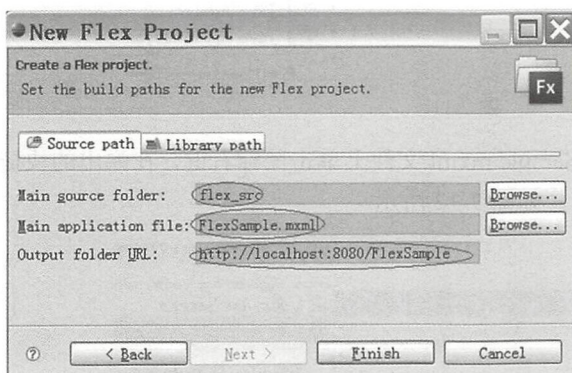 New Flex Project
Create a Flex project.
Set the build paths for the new Flex project.
Fx
Source path Library path
Main source folder: flex_src Browse...
Main application file: FlexSample.mxml Browse...
Output folder URL: http://localhost:8080/FlexSample
? < Back Next > Finish Cancel